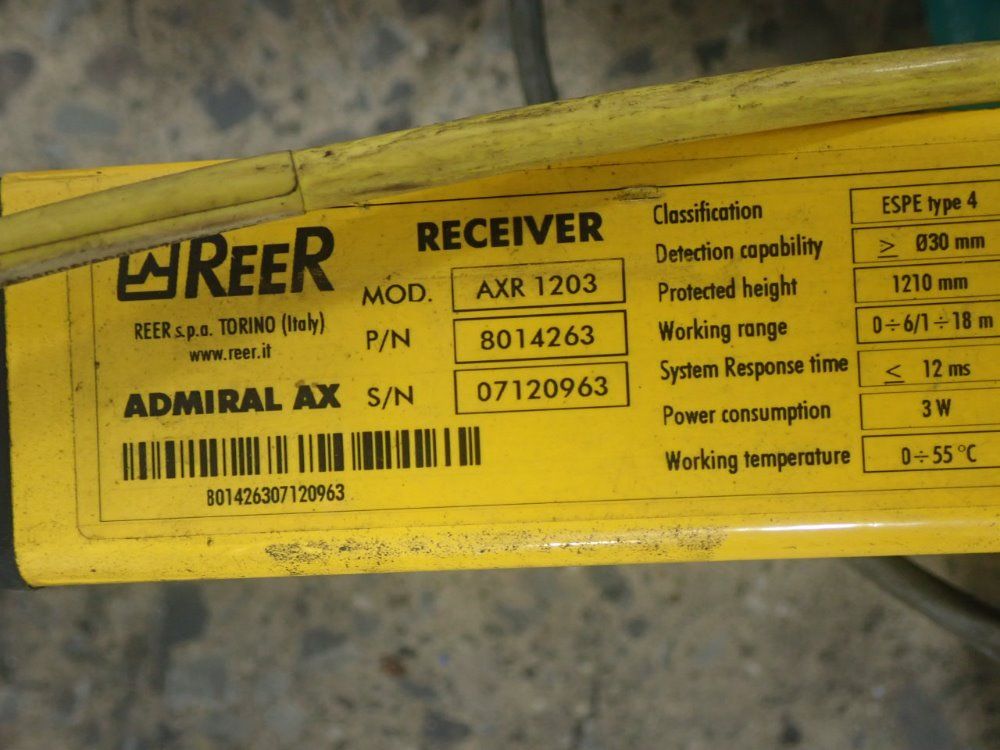 REER
REER s.p.a. TORINO (Italy)
www.reer.it
ADMIRAL AX
801426307120963
RECEIVER
MOD. AXR 1203
P/N 8014263
S/N 07120963
Classification ESPE type 4
Detection capability ≥ Ø30 mm
Protected height 1210 mm
Working range 0÷6/1÷18 m
System Response time ≤ 12 ms
Power consumption 3 W
Working temperature 0÷55 °C